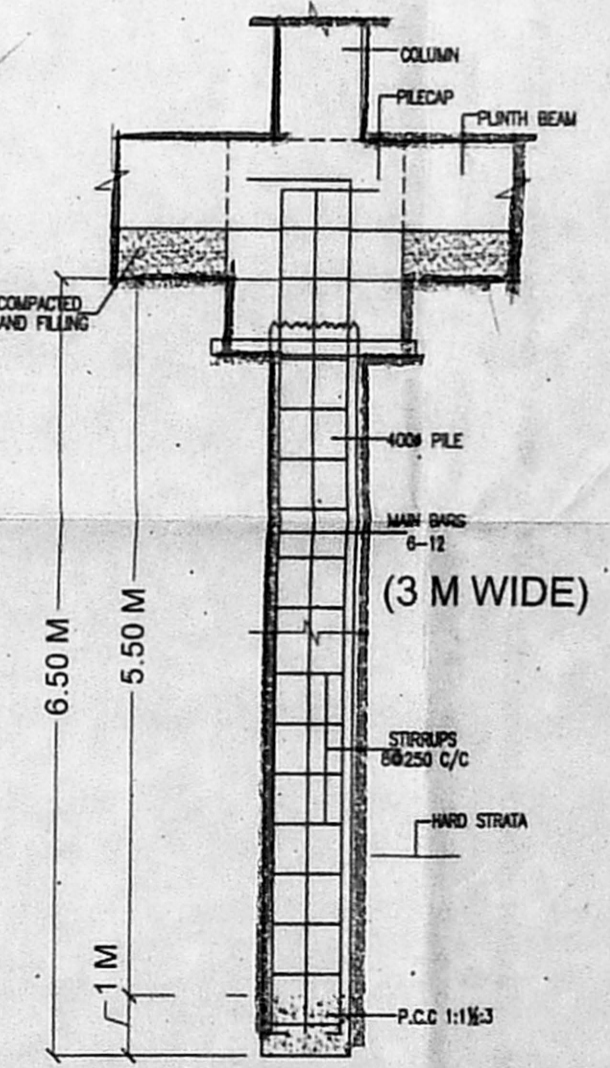 COLUMN
PILECAP
PLINTH BEAM
COMPACTED
AND FILLING
400Ø PILE
MAIN BARS
6-12
(3 M WIDE)
6.50 M
5.50 M
STIRRUPS
8@250 C/C
HARD STRATA
1 M
P.C.C 1:1½:3